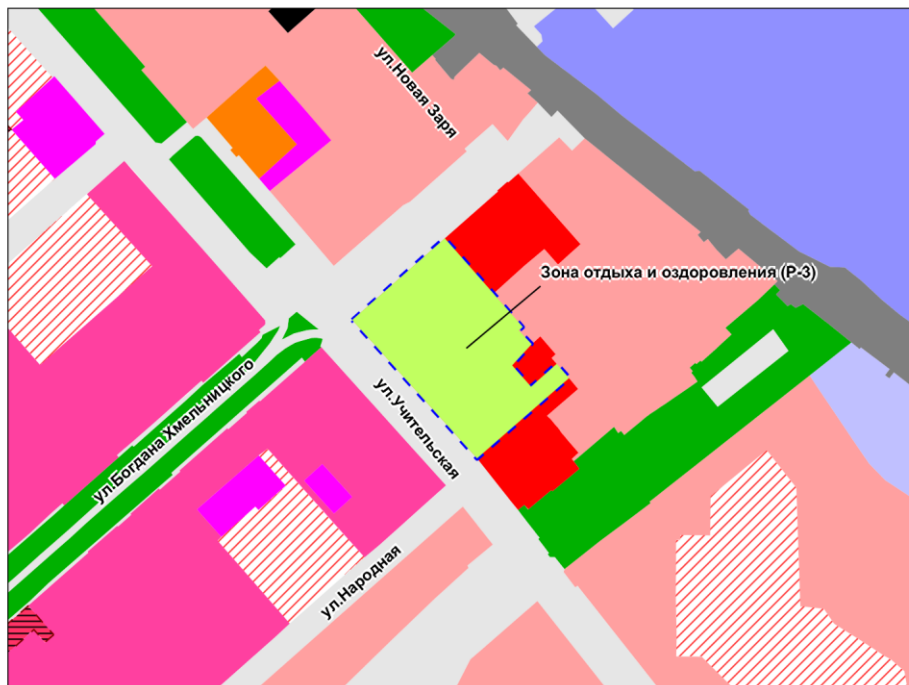 ул.Новая Заря
Зона отдыха и оздоровления (Р-3)
ул.Богдана Хмельницкого
ул.Учительская
ул.Народная